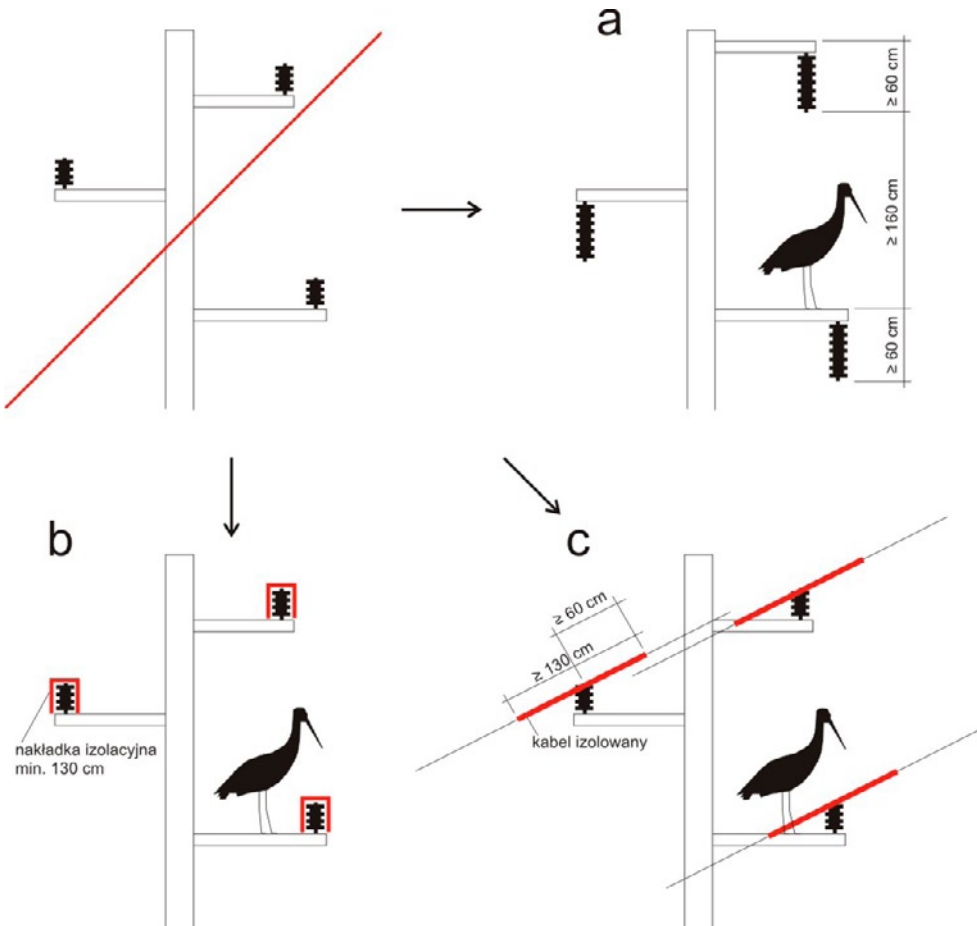 a
≥ 60 cm
≥ 160 cm
≥ 60 cm
b
nakładka izolacyjna
min. 130 cm
c
≥ 60 cm
≥ 130 cm
kabel izolowany